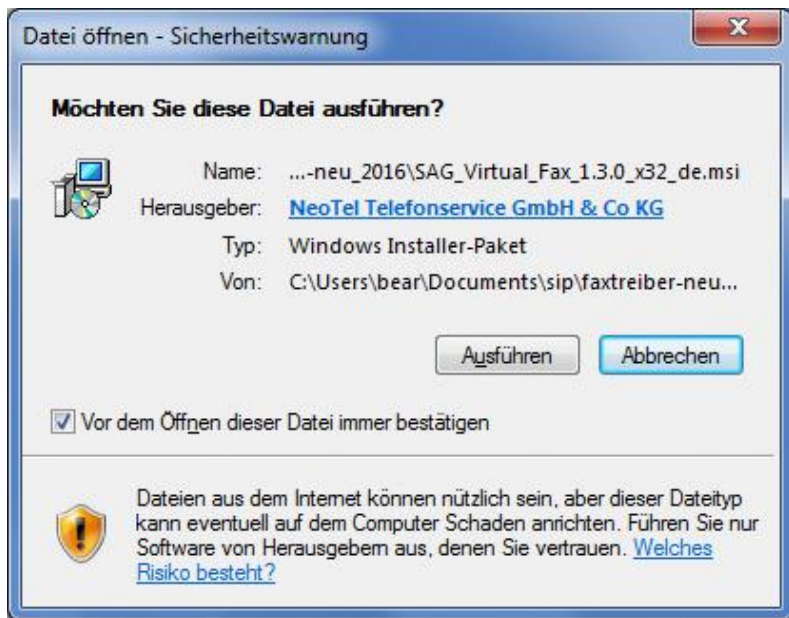 Datei öffnen - Sicherheitswarnung
Möchten Sie diese Datei ausführen?
Name: ...-neu_2016\SAG_Virtual_Fax_1.3.0_x32_de.msi
Herausgeber: NeoTel Telefonservice GmbH & Co KG
Typ: Windows Installer-Paket
Von: C:\Users\bear\Documents\sip\faxtreiber-neu...
Ausführen Abbrechen
Vor dem Öffnen dieser Datei immer bestätigen
Dateien aus dem Internet können nützlich sein, aber dieser Dateityp
kann eventuell auf dem Computer Schaden anrichten. Führen Sie nur
Software von Herausgebern aus, denen Sie vertrauen. Welches
Risiko besteht?